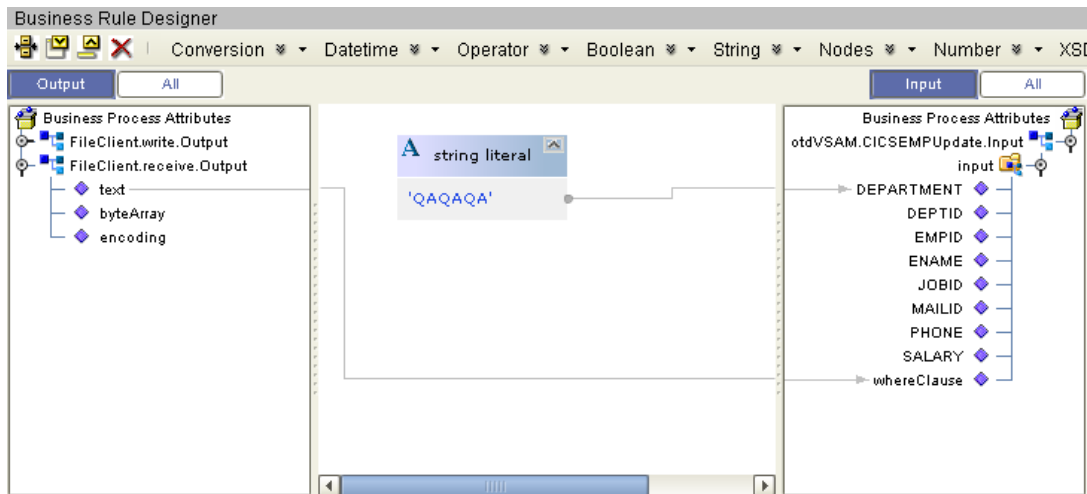 Business Rule Designer
Conversion Datetime Operator Boolean String Nodes Number XSD
Output All Input All
Business Process Attributes
FileClient.write.Output
FileClient.receive.Output
text
byteArray
encoding
A string literal
'QAQAQA'
Business Process Attributes
otdVSAM.CICSEMPUpdate.Input
input
DEPARTMENT
DEPTID
EMPID
ENAME
JOBID
MAILID
PHONE
SALARY
whereClause